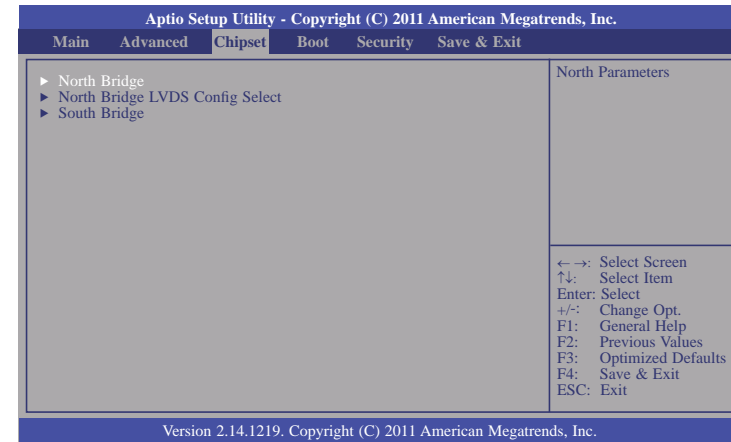 Aptio Setup Utility - Copyright (C) 2011 American Megatrends, Inc.
Main Advanced Chipset Boot Security Save & Exit
► North Bridge
► North Bridge LVDS Config Select
► South Bridge
North Parameters
←→: Select Screen
↑↓: Select Item
Enter: Select
+/-: Change Opt.
F1: General Help
F2: Previous Values
F3: Optimized Defaults
F4: Save & Exit
ESC: Exit
Version 2.14.1219. Copyright (C) 2011 American Megatrends, Inc.